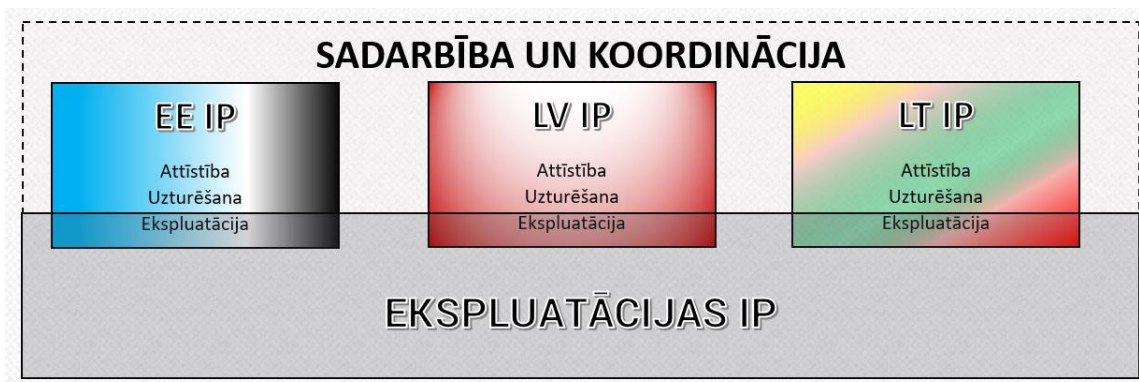 SADARBĪBA UN KOORDINĀCIJA
EE IP
Attīstība
Uzturēšana
Ekspluatācija
LV IP
Attīstība
Uzturēšana
Ekspluatācija
LT IP
Attīstība
Uzturēšana
Ekspluatācija
EKSPLUATĀCIJAS IP